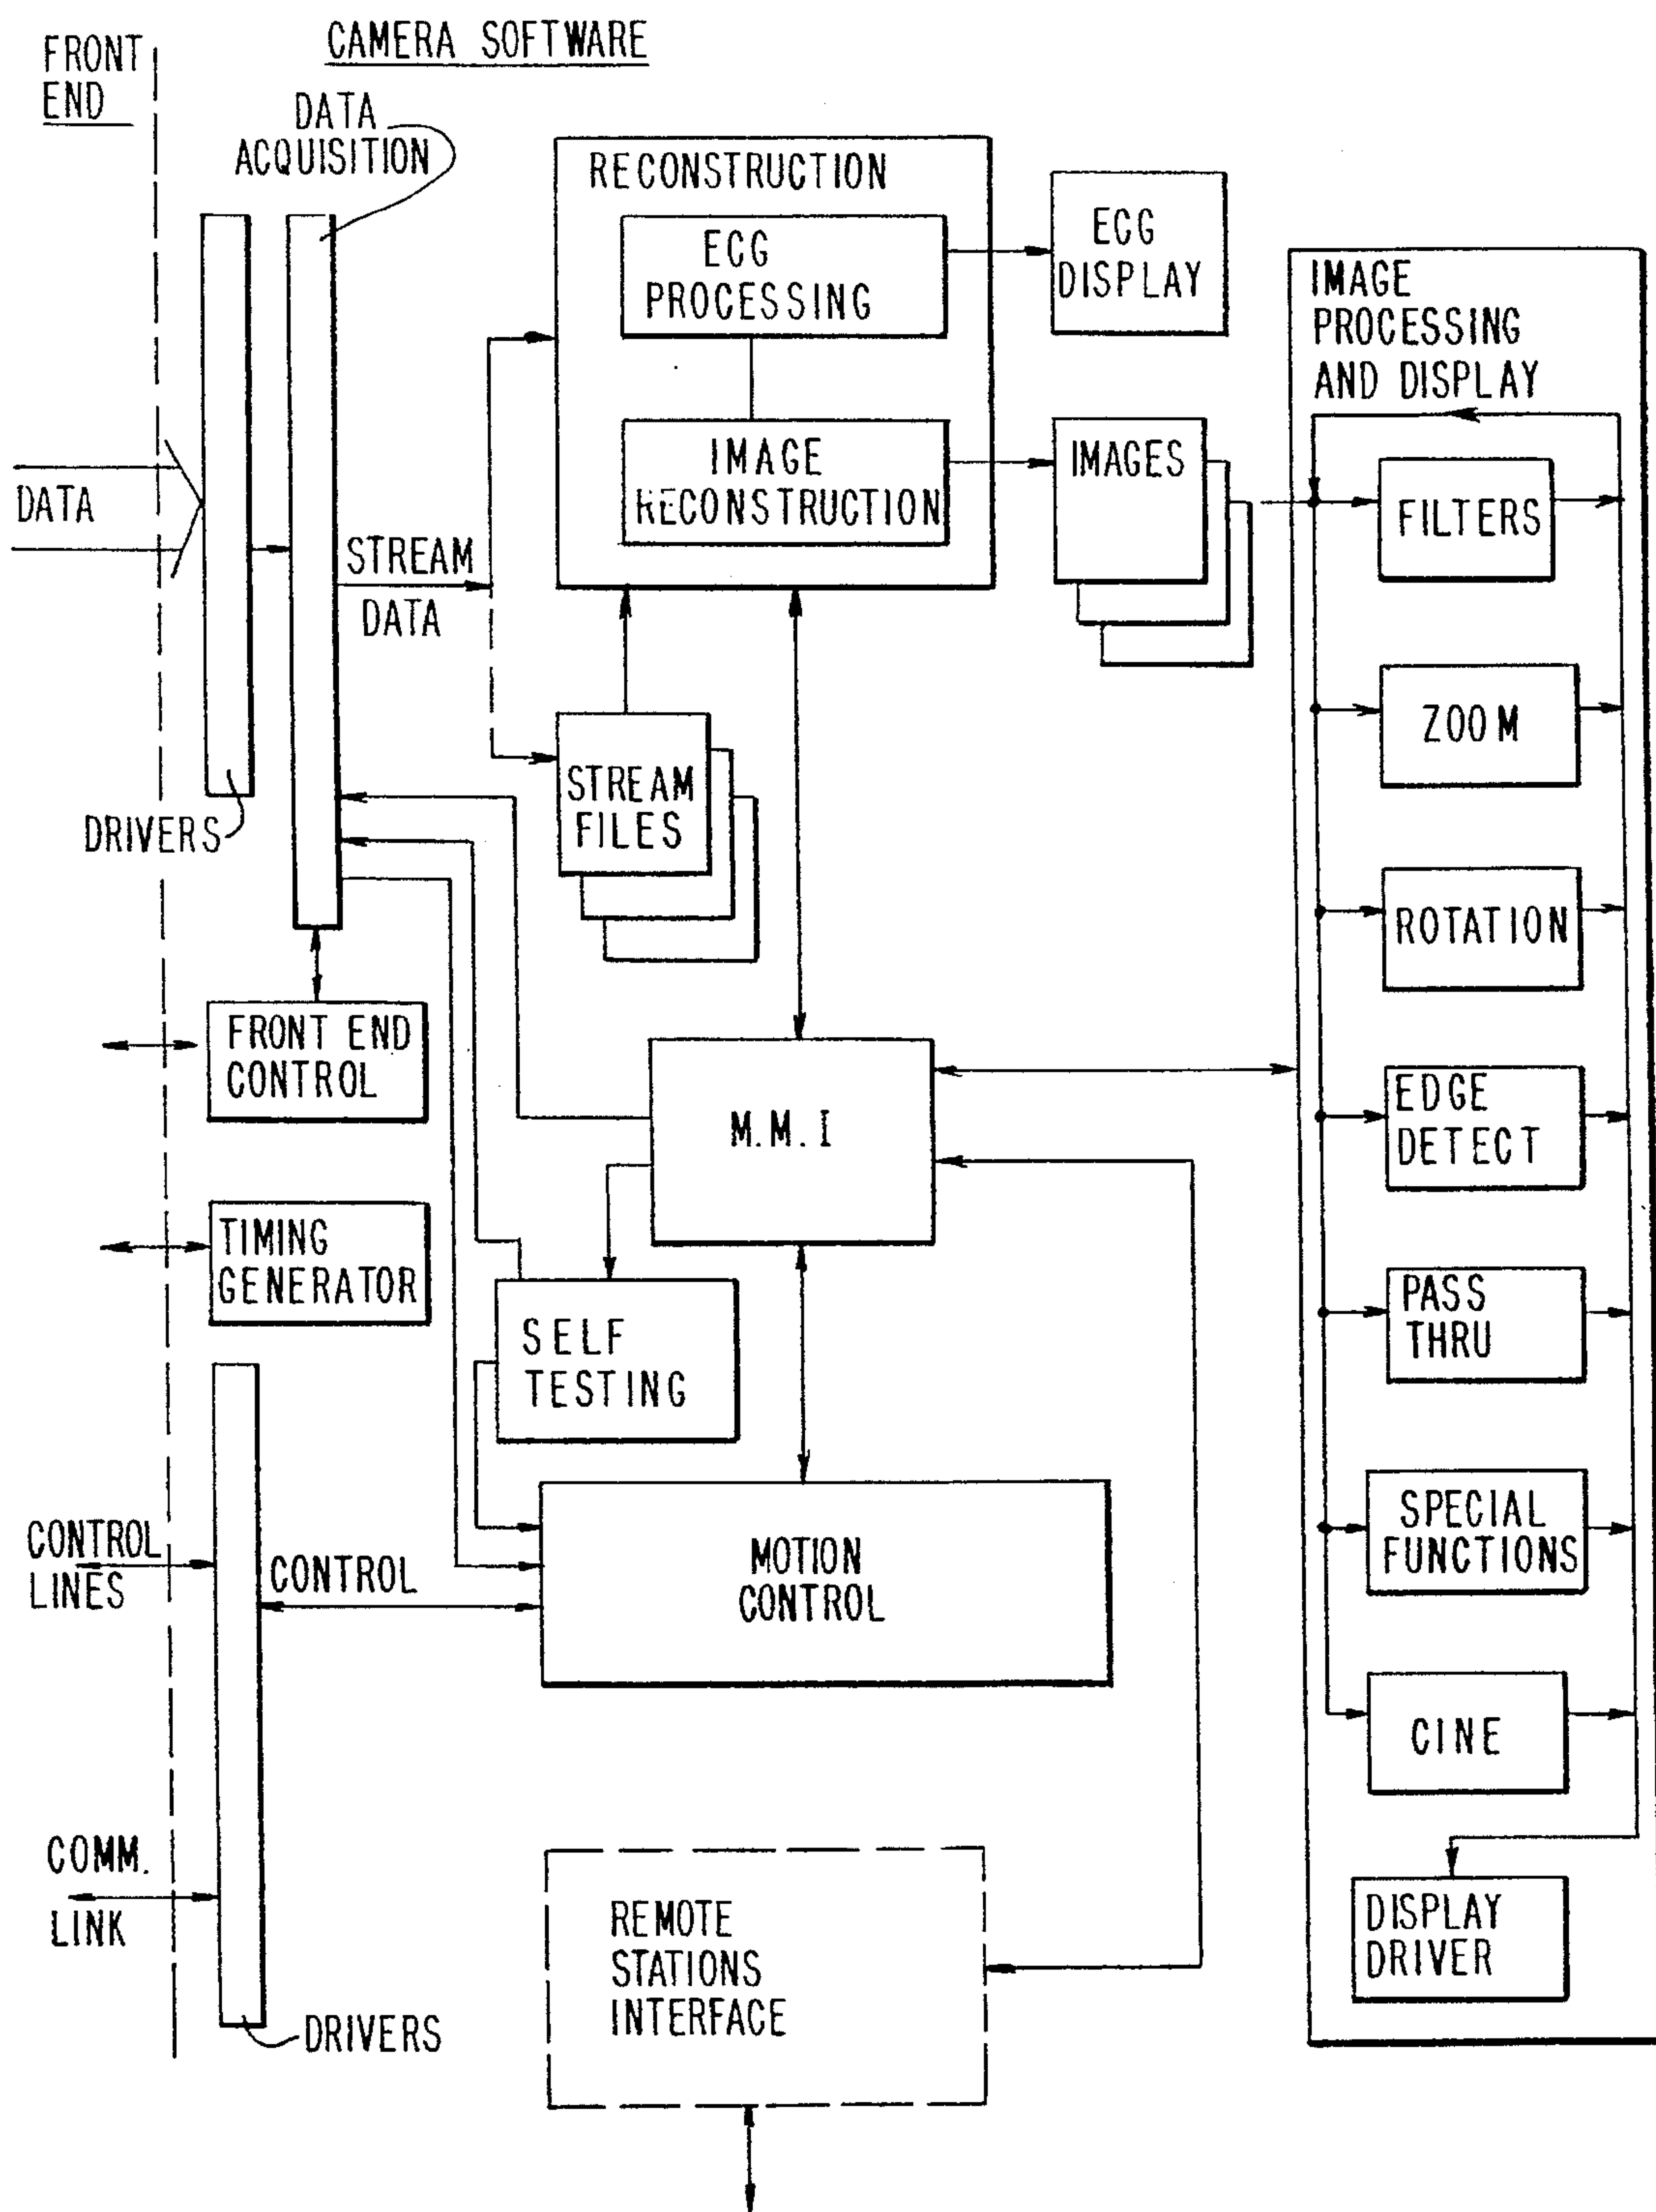 FRONT
END
CAMERA SOFTWARE
DATA
ACQUISITION
RECONSTRUCTION
ECG
PROCESSING
ECG
DISPLAY
IMAGE
PROCESSING
AND DISPLAY
IMAGE
RECONSTRUCTION
IMAGES
FILTERS
DATA
STREAM
DATA
ZOOM
STREAM
FILES
DRIVERS
ROTATION
FRONT END
CONTROL
M.M.I
EDGE
DETECT
TIMING
GENERATOR
SELF
TESTING
PASS
THRU
CONTROL
LINES
CONTROL
MOTION
CONTROL
SPECIAL
FUNCTIONS
CINE
COMM.
LINK
DRIVERS
REMOTE
STATIONS
INTERFACE
DISPLAY
DRIVER